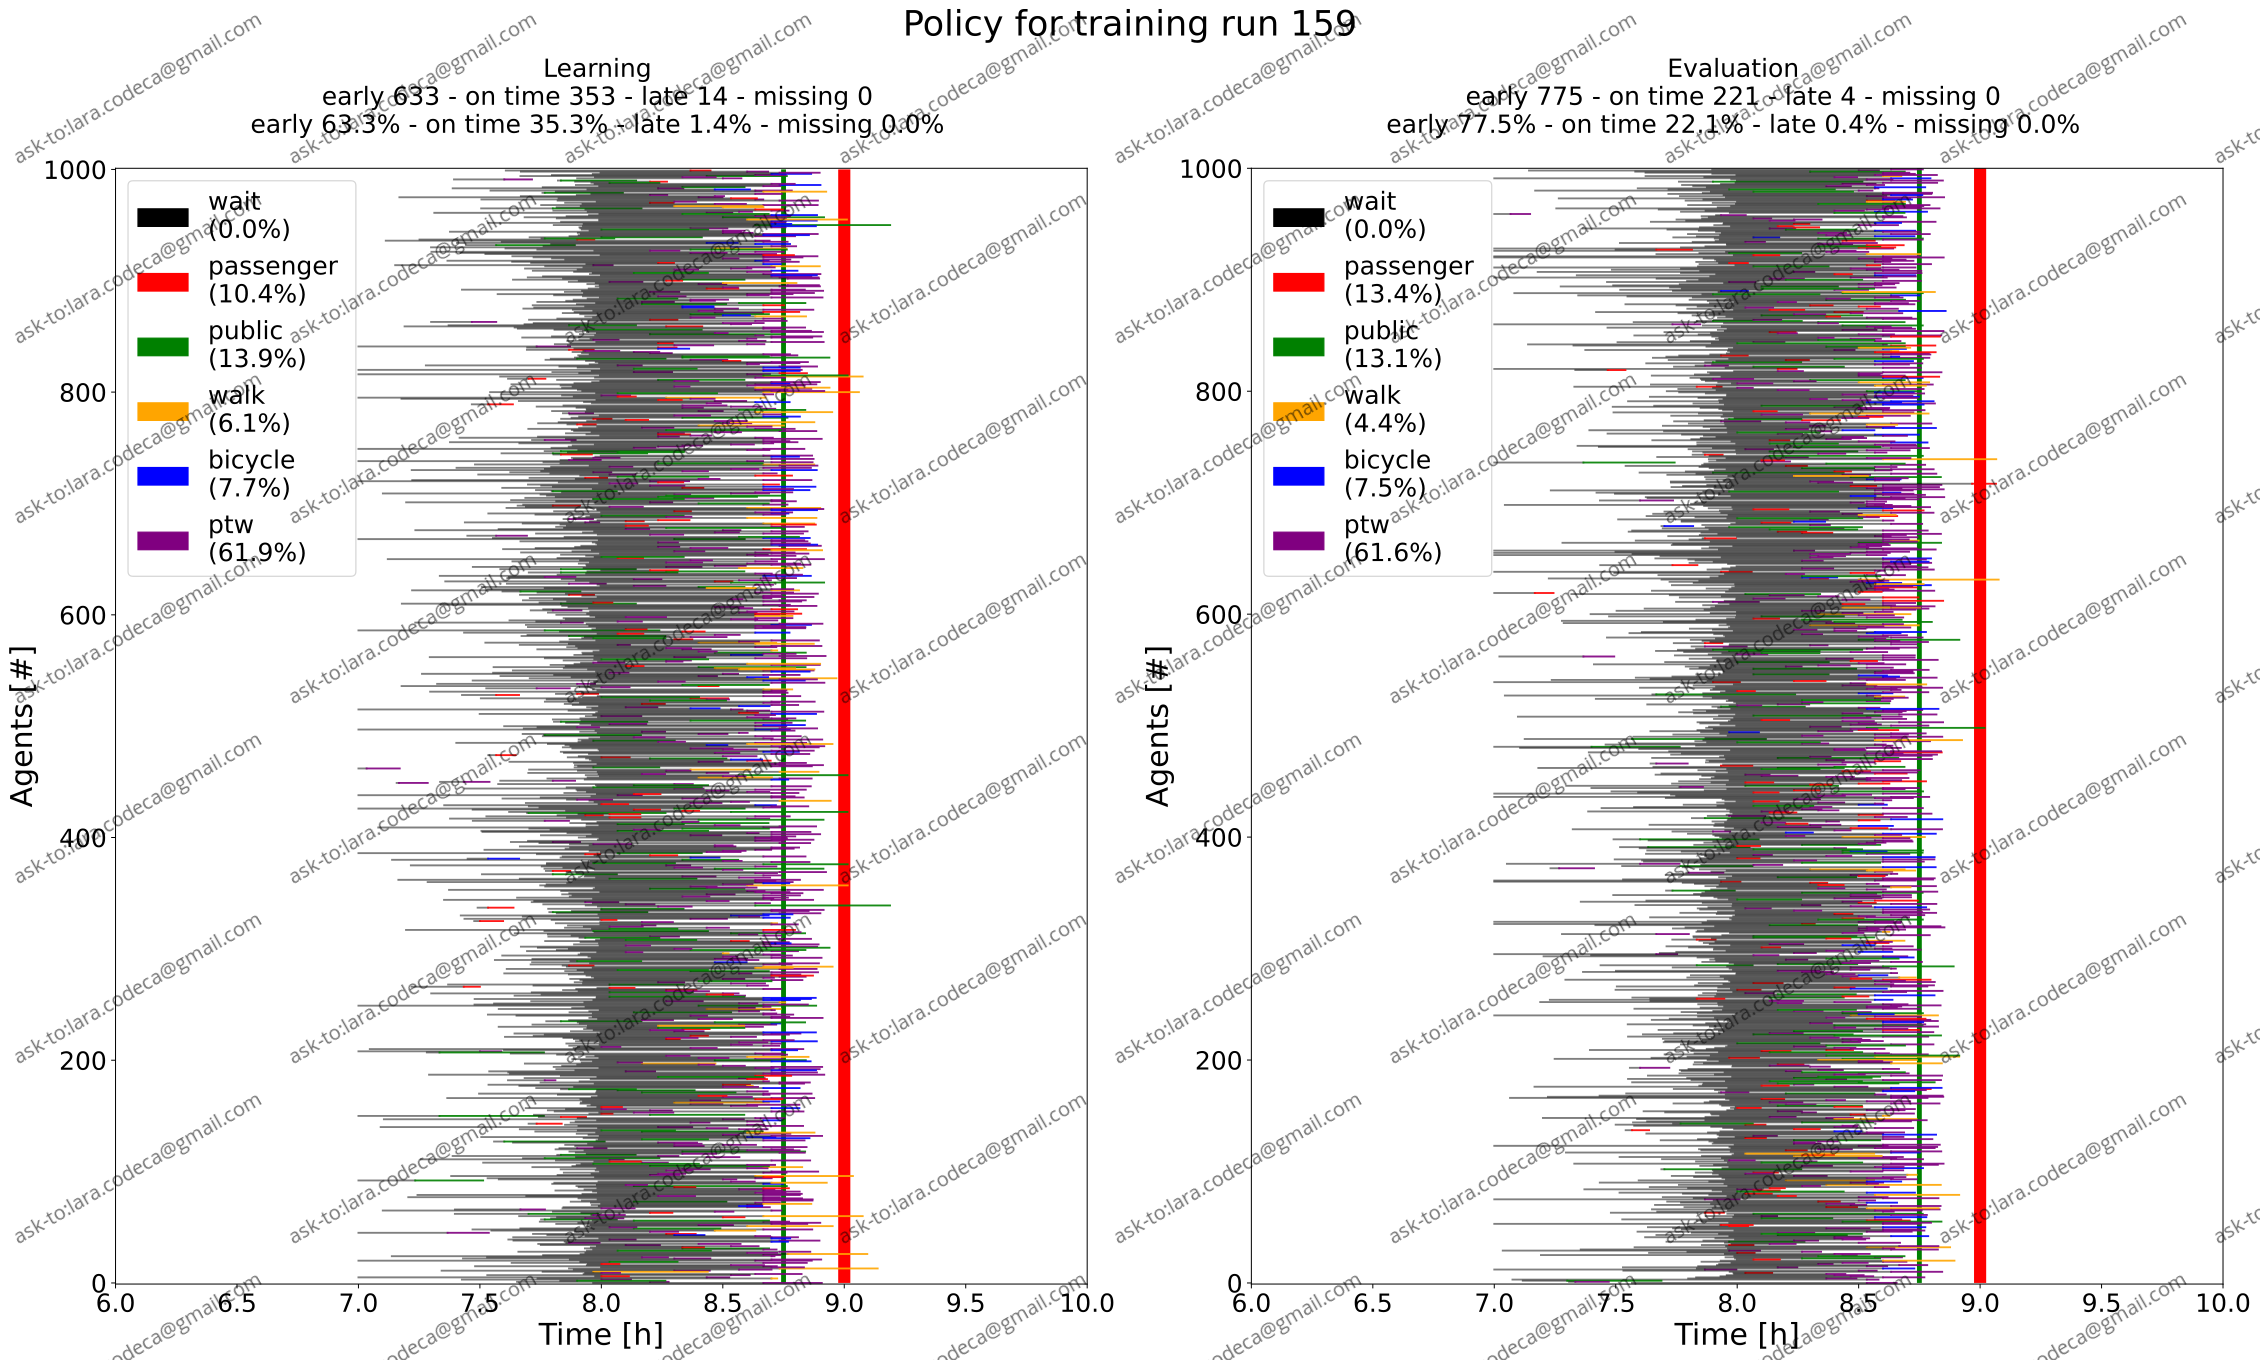 Policy for training run 159
Learning
early 633 - on time 353 - late 14 - missing 0
early 63.3% - on time 35.3% - late 1.4% - missing 0.0%
1000
800
600
400
200
0
Agents [#]
wait
(0.0%)
passenger
(10.4%)
public
(13.9%)
walk
(6.1%)
bicycle
(7.7%)
ptw
(61.9%)
6.0 6.5 7.0 7.5 8.0 8.5 9.0 9.5 10.0
Time [h]
Evaluation
early 775 - on time 221 - late 4 - missing 0
early 77.5% - on time 22.1% - late 0.4% - missing 0.0%
1000
800
600
400
200
0
Agents [#]
wait
(0.0%)
passenger
(13.4%)
public
(13.1%)
walk
(4.4%)
bicycle
(7.5%)
ptw
(61.6%)
6.0 6.5 7.0 7.5 8.0 8.5 9.0 9.5 10.0
Time [h]
ask-to:lara.codeca@gmail.com